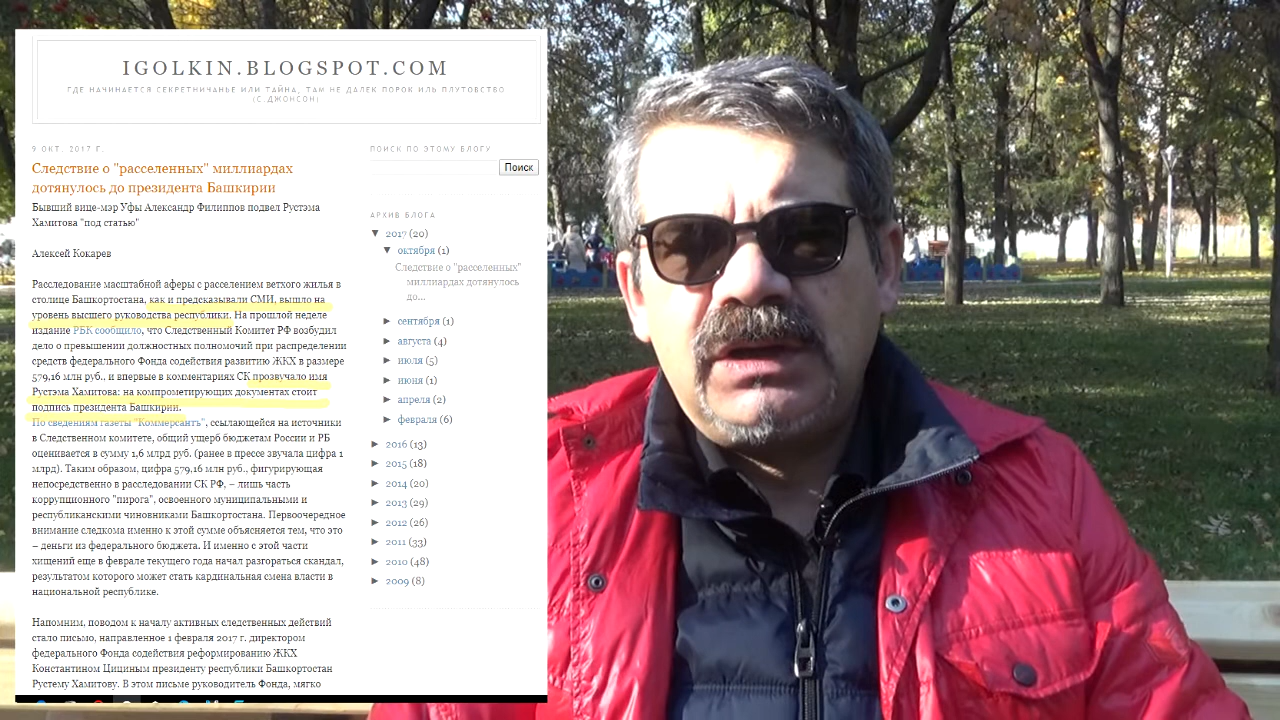 IGOLKIN.BLOGSPOT.COM
ГДЕ НАЧИНАЕТСЯ СЕКРЕТНИЧАНЬЕ ИЛИ ТАЙНА, ТАМ НЕ ДАЛЕК ПОРОК ИЛЬ ПЛУТОВСТВО
(С.ДЖОНСОН)
9 ОКТ. 2017 Г.
Следствие о "расселенных" миллиардах
дотянулось до президента Башкирии
Бывший вице-мэр Уфы Александр Филиппов подвел Рустэма
Хамитова "под статью"
Алексей Кокарев
Расследование масштабной аферы с расселением ветхого жилья в
столице Башкортостана, как и предсказывали СМИ, вышло на
уровень высшего руководства республики. На прошлой неделе
издание РБК сообщило, что Следственный Комитет РФ возбудил
дело о превышении должностных полномочий при распределении
средств федерального Фонда содействия развитию ЖКХ в размере
579,16 млн руб., и впервые в комментариях СК прозвучало имя
Рустэма Хамитова: на компрометирующих документах стоит
подпись президента Башкирии.
По сведениям газеты "Коммерсантъ", ссылающейся на источники
в Следственном комитете, общий ущерб бюджетам России и РБ
оценивается в сумму 1,6 млрд руб. (ранее в прессе звучала цифра 1
млрд). Таким образом, цифра 579,16 млн руб., фигурирующая
непосредственно в расследовании СК РФ, – лишь часть
коррупционного "пирога", освоенного муниципальными и
республиканскими чиновниками Башкортостана. Первоочередное
внимание следкома именно к этой сумме объясняется тем, что это
– деньги из федерального бюджета. И именно с этой части
хищений еще в феврале текущего года начал разгораться скандал,
результатом которого может стать кардинальная смена власти в
национальной республике.
Напомним, поводом к началу активных следственных действий
стало письмо, направленное 1 февраля 2017 г. директором
федерального Фонда содействия реформированию ЖКХ
Константином Цициным президенту республики Башкортостан
Рустему Хамитову. В этом письме руководитель Фонда, мягко
ПОИСК ПО ЭТОМУ БЛОГУ
Поиск
АРХИВ БЛОГА
▼ 2017 (20)
▼ октября (1)
Следствие о "расселенных"
миллиардах дотянулось
до...
► сентября (1)
► августа (4)
► июля (5)
► июня (1)
► апреля (2)
► февраля (6)
► 2016 (13)
► 2015 (18)
► 2014 (20)
► 2013 (29)
► 2012 (26)
► 2011 (33)
► 2010 (48)
► 2009 (8)